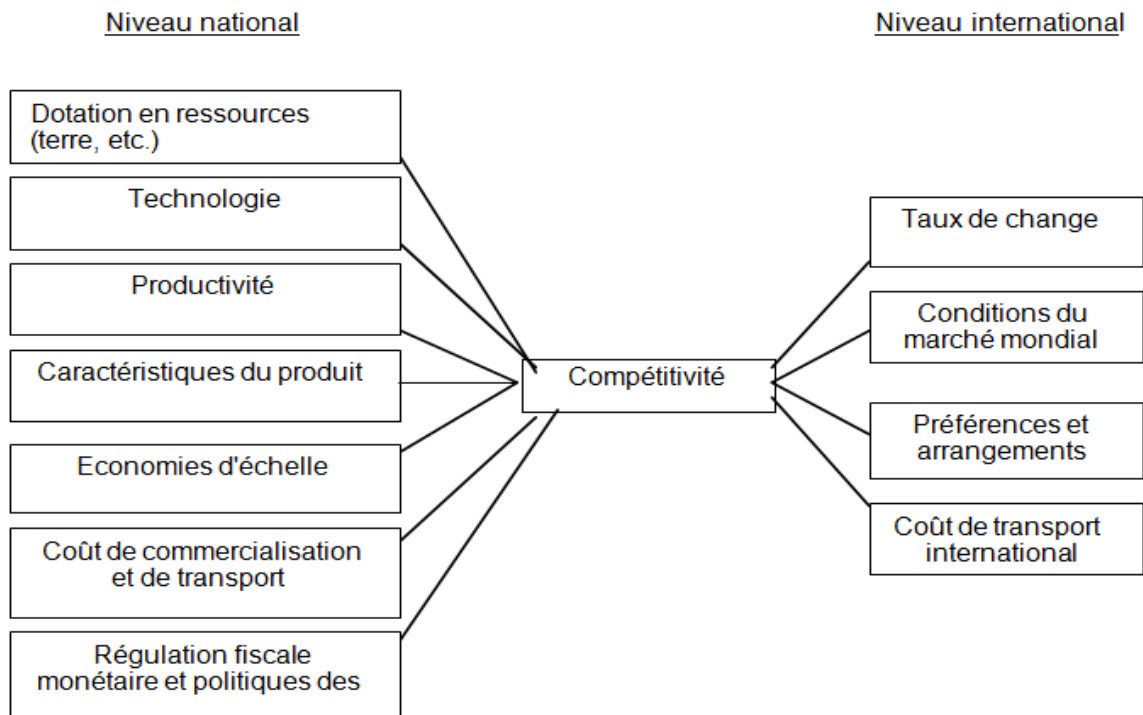 Niveau national
Niveau international
Dotation en ressources
(terre, etc.)
Technologie
Productivité
Caractéristiques du produit
Economies d'échelle
Coût de commercialisation
et de transport
Régulation fiscale
monétaire et politiques des
Compétitivité
Taux de change
Conditions du
marché mondial
Préférences et
arrangements
Coût de transport
international